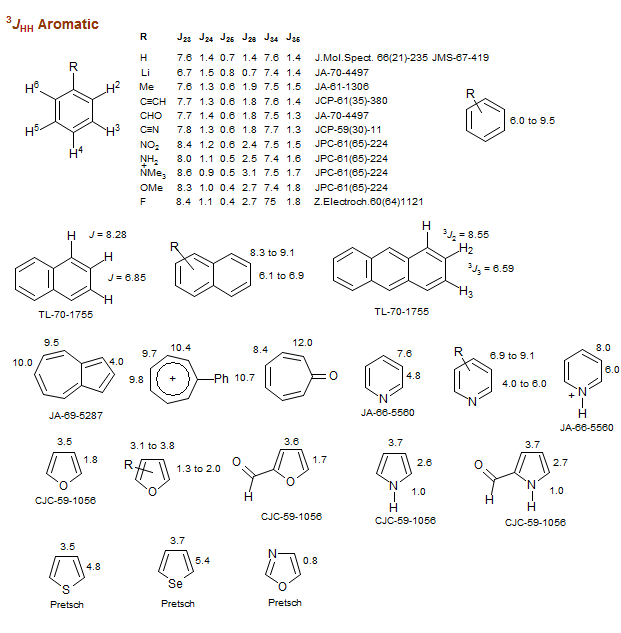 ³J_HH Aromatic
R J₂₃ J₂₄ J₂₅ J₂₆ J₃₄ J₃₅
H 7.6 1.4 0.7 1.4 7.6 1.4 J.Mol.Spect. 66(21)-235 JMS-67-419
Li 6.7 1.5 0.8 0.7 7.4 1.4 JA-70-4497
Me 7.6 1.3 0.6 1.9 7.5 1.5 JA-61-1306
C≡CH 7.7 1.3 0.6 1.8 7.6 1.4 JCP-61(35)-380
CHO 7.7 1.4 0.6 1.8 7.5 1.3 JA-70-4497
C≡N 7.8 1.3 0.6 1.8 7.7 1.3 JCP-59(30)-11
NO₂ 8.4 1.2 0.6 2.4 7.5 1.5 JPC-61(65)-224
NH₂ 8.0 1.1 0.5 2.5 7.4 1.6 JPC-61(65)-224
N⁺Me₃ 8.6 0.9 0.5 3.1 7.5 1.7 JPC-61(65)-224
OMe 8.3 1.0 0.4 2.7 7.4 1.8 JPC-61(65)-224
F 8.4 1.1 0.4 2.7 75 1.8 Z.Electroch.60(64)1121
R
H⁶ H²
H⁵ H³
H⁴
R
6.0 to 9.5
H J = 8.28
H
J = 6.85
H
TL-70-1755
R
8.3 to 9.1
6.1 to 6.9
H ³J₂ = 8.55
H₂
³J₃ = 6.59
H₃
TL-70-1755
9.5
10.0 4.0
JA-69-5287
9.7 10.4
9.8 + Ph 10.7
8.4 12.0
O
7.6
4.8
N
JA-66-5560
R 6.9 to 9.1
4.0 to 6.0
N
8.0
6.0
+ N
H
JA-66-5560
3.5
1.8
O
CJC-59-1056
3.1 to 3.8
R 1.3 to 2.0
O
3.6
O 1.7
O
H
CJC-59-1056
3.7
2.6
N 1.0
H
CJC-59-1056
3.7
O 2.7
N 1.0
H H
CJC-59-1056
3.5
4.8
S
Pretsch
3.7
5.4
Se
Pretsch
N 0.8
O
Pretsch